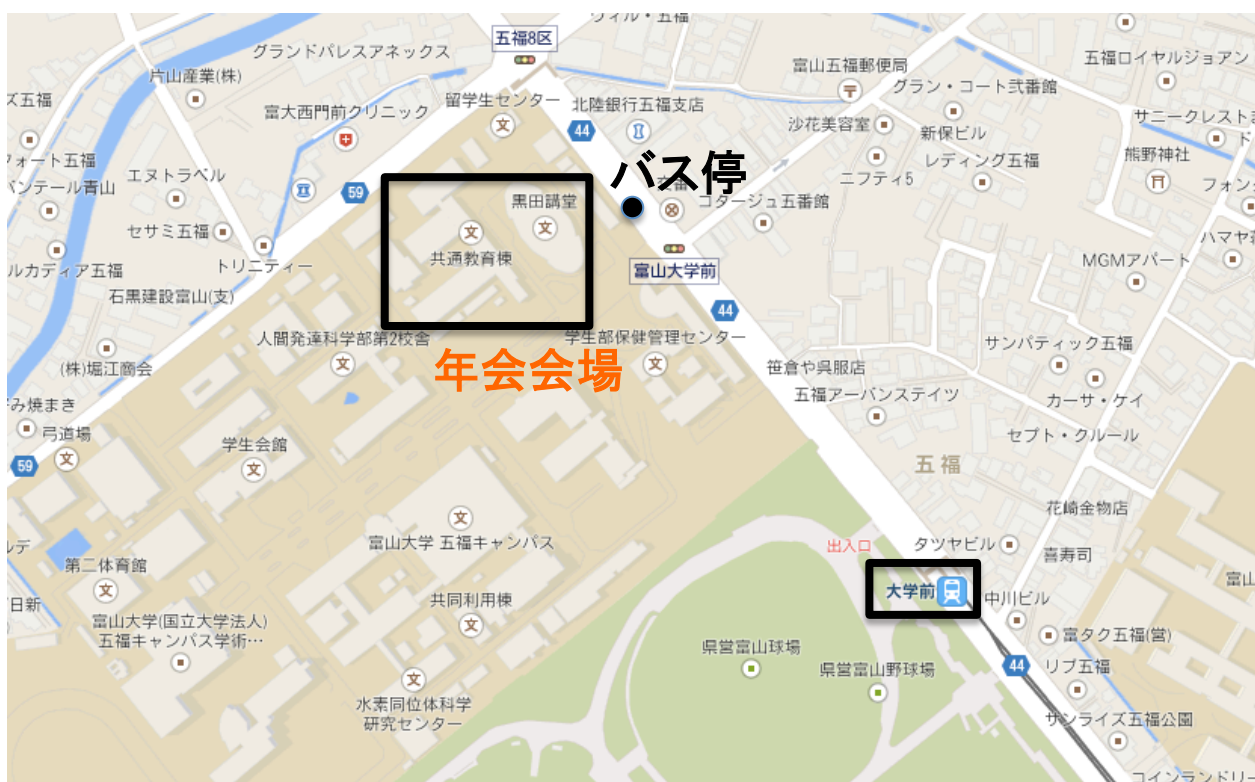 ウィル・五福
五福8区
グランドパレスアネックス
五福ロイヤルジョアン
片山産業(株)
富山五福郵便局
グラン・コート弐番館
ズ五福
留学生センター
北陸銀行五福支店
富大西門前クリニック
44
沙花美容室
新保ビル
サニークレスト
フォート五福
バス停
レディング五福
熊野神社
エヌトラベル
ニフティ5
ンテール青山
59
黒田講堂
コタージュ五番館
フォン
セサミ五福
共通教育棟
富山大学前
ハマヤ
ルカディア五福
トリニティー
MGMアパート
石黒建設富山(支)
44
人間発達科学部第2校舎
学生部保健管理センター
サンパティック五福
(株)堀江商会
年会会場
笹倉や呉服店
五福アーバンステイツ
カーサ・ケイ
み焼まき
弓道場
学生会館
セプト・クルール
59
五福
花崎金物店
富山大学 五福キャンパス
出入口
タツヤビル
喜寿司
第二体育館
大学前
中川ビル
富山
日新
共同利用棟
富山大学(国立大学法人)
五福キャンパス学術…
富タク五福(営)
県営富山球場
県営富山野球場
44
リブ五福
水素同位体科学
研究センター
サンライズ五福公園
コインランドリー